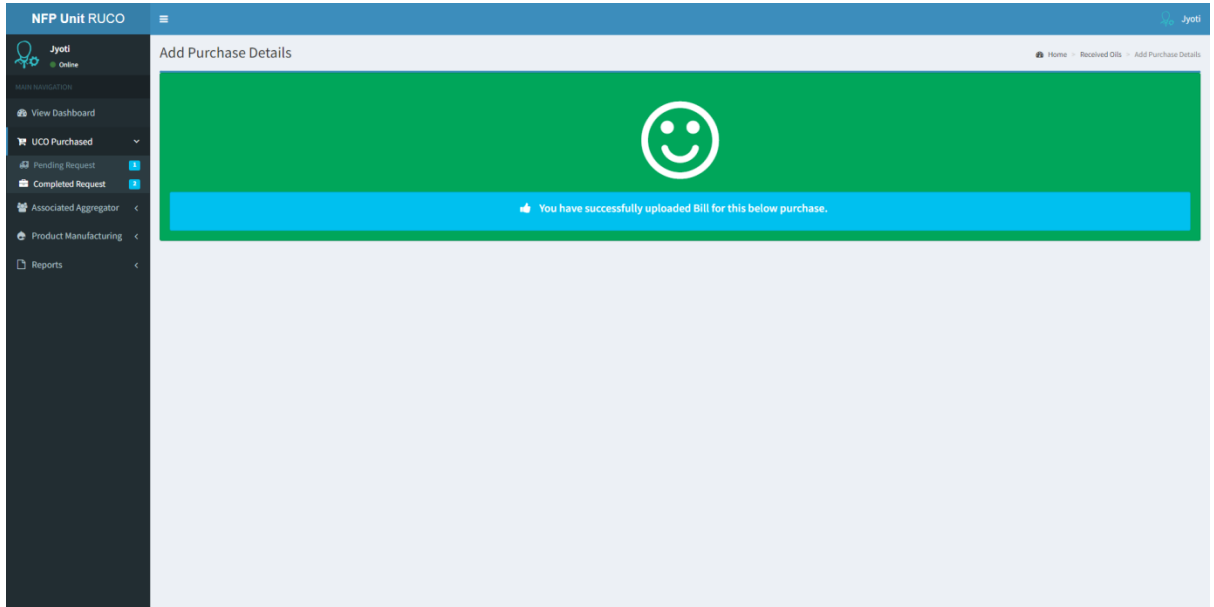 NFP Unit RUCO
Jyoti
Jyoti
Online
Add Purchase Details
Home > Received Oils > Add Purchase Details
MAIN NAVIGATION
View Dashboard
UCO Purchased
Pending Request 1
Completed Request 2
Associated Aggregator
Product Manufacturing
Reports
You have successfully uploaded Bill for this below purchase.